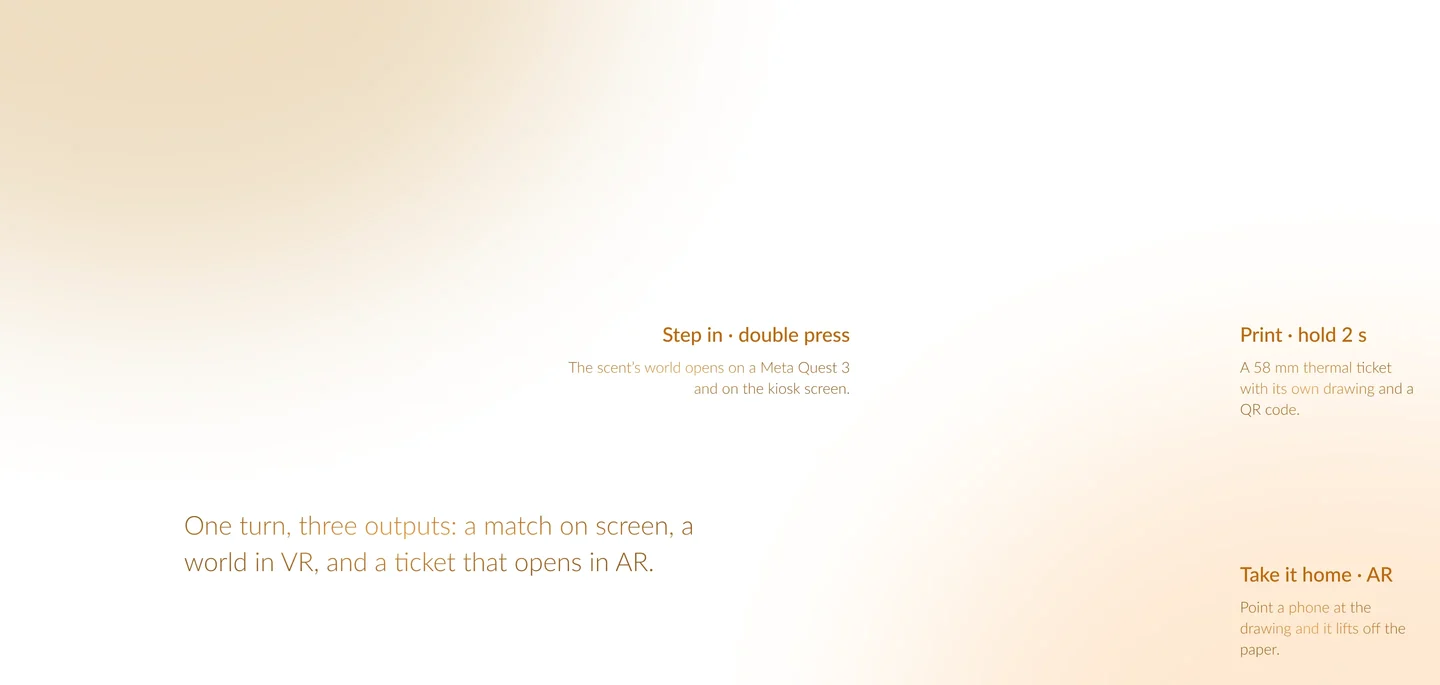 Step in · double press
The scent's world opens on a Meta Quest 3
and on the kiosk screen.
Print · hold 2 s
A 58 mm thermal ticket
with its own drawing and a
QR code.
One turn, three outputs: a match on screen, a
world in VR, and a ticket that opens in AR.
Take it home · AR
Point a phone at the
drawing and it lifts off the
paper.